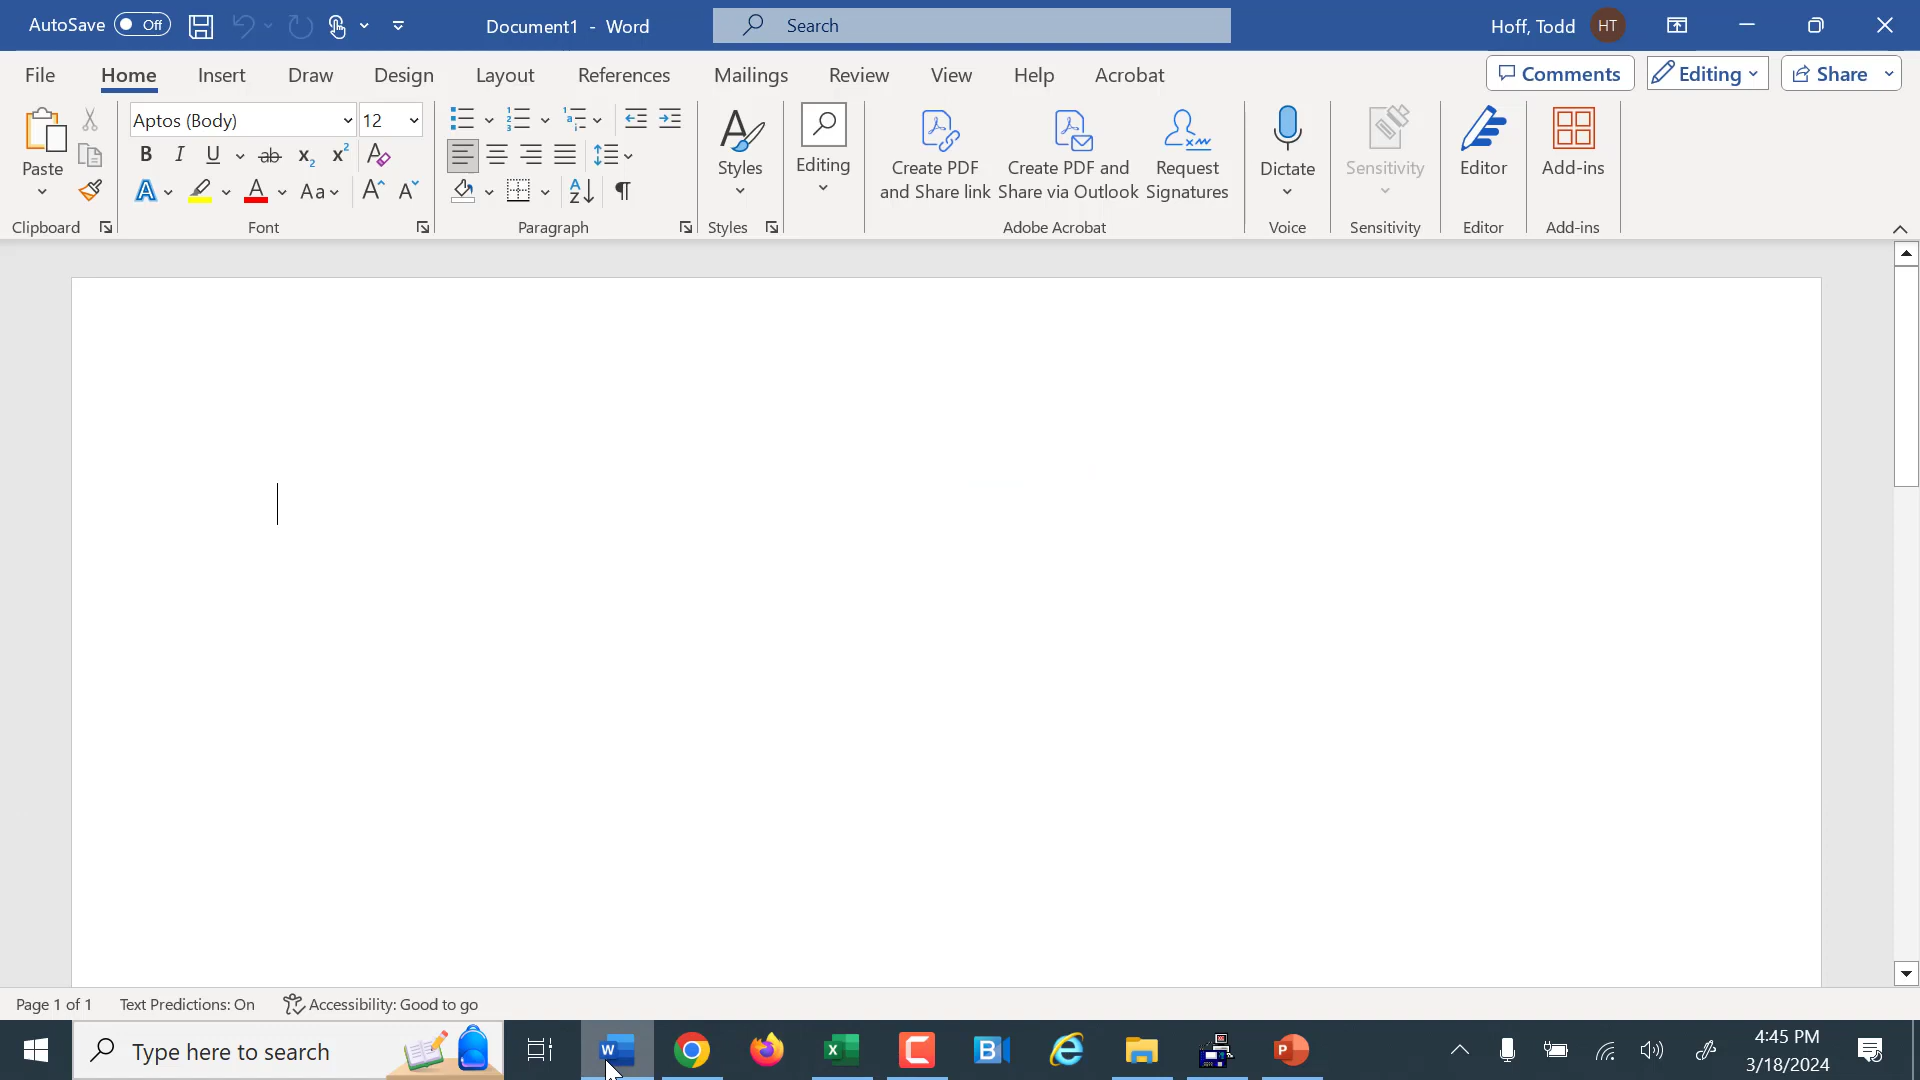 AutoSave Off Document1 - Word Search Hoff, Todd HT
File Home Insert Draw Design Layout References Mailings Review View Help Acrobat Comments Editing Share
Aptos (Body) 12
Paste
Styles
Editing
Create PDF and Share link
Create PDF and Share via Outlook
Request Signatures
Dictate
Sensitivity
Editor
Add-ins
Clipboard Font Paragraph Styles Adobe Acrobat Voice Sensitivity Editor Add-ins
Page 1 of 1 Text Predictions: On Accessibility: Good to go
Type here to search
4:45 PM
3/18/2024